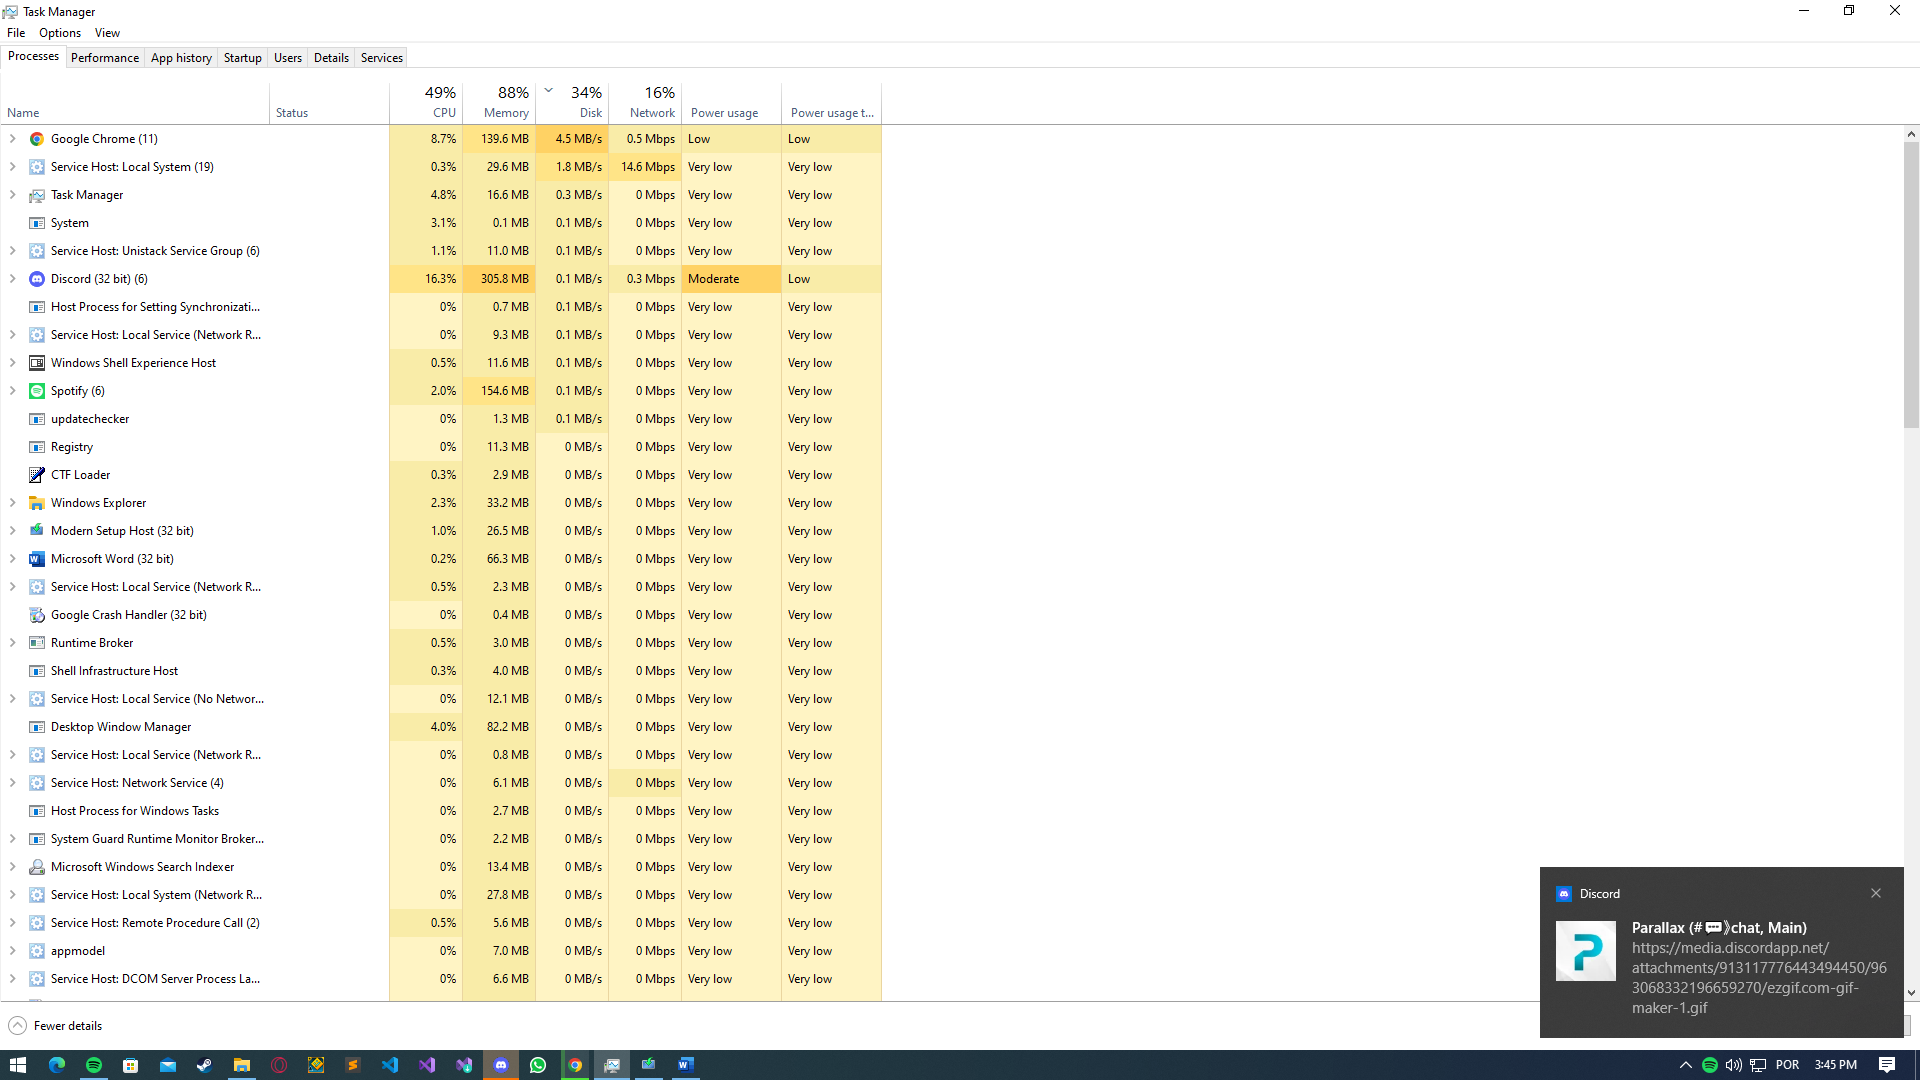 Task Manager
File Options View
Processes Performance App history Startup Users Details Services
49% 88% 34% 16%
Name Status CPU Memory Disk Network Power usage Power usage t...
Google Chrome (11) 8.7% 139.6 MB 4.5 MB/s 0.5 Mbps Low Low
Service Host: Local System (19) 0.3% 29.6 MB 1.8 MB/s 14.6 Mbps Very low Very low
Task Manager 4.8% 16.6 MB 0.3 MB/s 0 Mbps Very low Very low
System 3.1% 0.1 MB 0.1 MB/s 0 Mbps Very low Very low
Service Host: Unistack Service Group (6) 1.1% 11.0 MB 0.1 MB/s 0 Mbps Very low Very low
Discord (32 bit) (6) 16.3% 305.8 MB 0.1 MB/s 0.3 Mbps Moderate Low
Host Process for Setting Synchronizati... 0% 0.7 MB 0.1 MB/s 0 Mbps Very low Very low
Service Host: Local Service (Network R... 0% 9.3 MB 0.1 MB/s 0 Mbps Very low Very low
Windows Shell Experience Host 0.5% 11.6 MB 0.1 MB/s 0 Mbps Very low Very low
Spotify (6) 2.0% 154.6 MB 0.1 MB/s 0 Mbps Very low Very low
updatechecker 0% 1.3 MB 0.1 MB/s 0 Mbps Very low Very low
Registry 0% 11.3 MB 0 MB/s 0 Mbps Very low Very low
CTF Loader 0.3% 2.9 MB 0 MB/s 0 Mbps Very low Very low
Windows Explorer 2.3% 33.2 MB 0 MB/s 0 Mbps Very low Very low
Modern Setup Host (32 bit) 1.0% 26.5 MB 0 MB/s 0 Mbps Very low Very low
Microsoft Word (32 bit) 0.2% 66.3 MB 0 MB/s 0 Mbps Very low Very low
Service Host: Local Service (Network R... 0.5% 2.3 MB 0 MB/s 0 Mbps Very low Very low
Google Crash Handler (32 bit) 0% 0.4 MB 0 MB/s 0 Mbps Very low Very low
Runtime Broker 0.5% 3.0 MB 0 MB/s 0 Mbps Very low Very low
Shell Infrastructure Host 0.3% 4.0 MB 0 MB/s 0 Mbps Very low Very low
Service Host: Local Service (No Networ... 0% 12.1 MB 0 MB/s 0 Mbps Very low Very low
Desktop Window Manager 4.0% 82.2 MB 0 MB/s 0 Mbps Very low Very low
Service Host: Local Service (Network R... 0% 0.8 MB 0 MB/s 0 Mbps Very low Very low
Service Host: Network Service (4) 0% 6.1 MB 0 MB/s 0 Mbps Very low Very low
Host Process for Windows Tasks 0% 2.7 MB 0 MB/s 0 Mbps Very low Very low
System Guard Runtime Monitor Broker... 0% 2.2 MB 0 MB/s 0 Mbps Very low Very low
Microsoft Windows Search Indexer 0% 13.4 MB 0 MB/s 0 Mbps Very low Very low
Service Host: Local System (Network R... 0% 27.8 MB 0 MB/s 0 Mbps Very low Very low
Service Host: Remote Procedure Call (2) 0.5% 5.6 MB 0 MB/s 0 Mbps Very low Very low
appmodel 0% 7.0 MB 0 MB/s 0 Mbps Very low Very low
Service Host: DCOM Server Process La... 0% 6.6 MB 0 MB/s 0 Mbps Very low Very low
Fewer details
Discord
Parallax (#💬》chat, Main)
https://media.discordapp.net/
attachments/913117776443494450/96
3068332196659270/ezgif.com-gif-
maker-1.gif
POR 3:45 PM